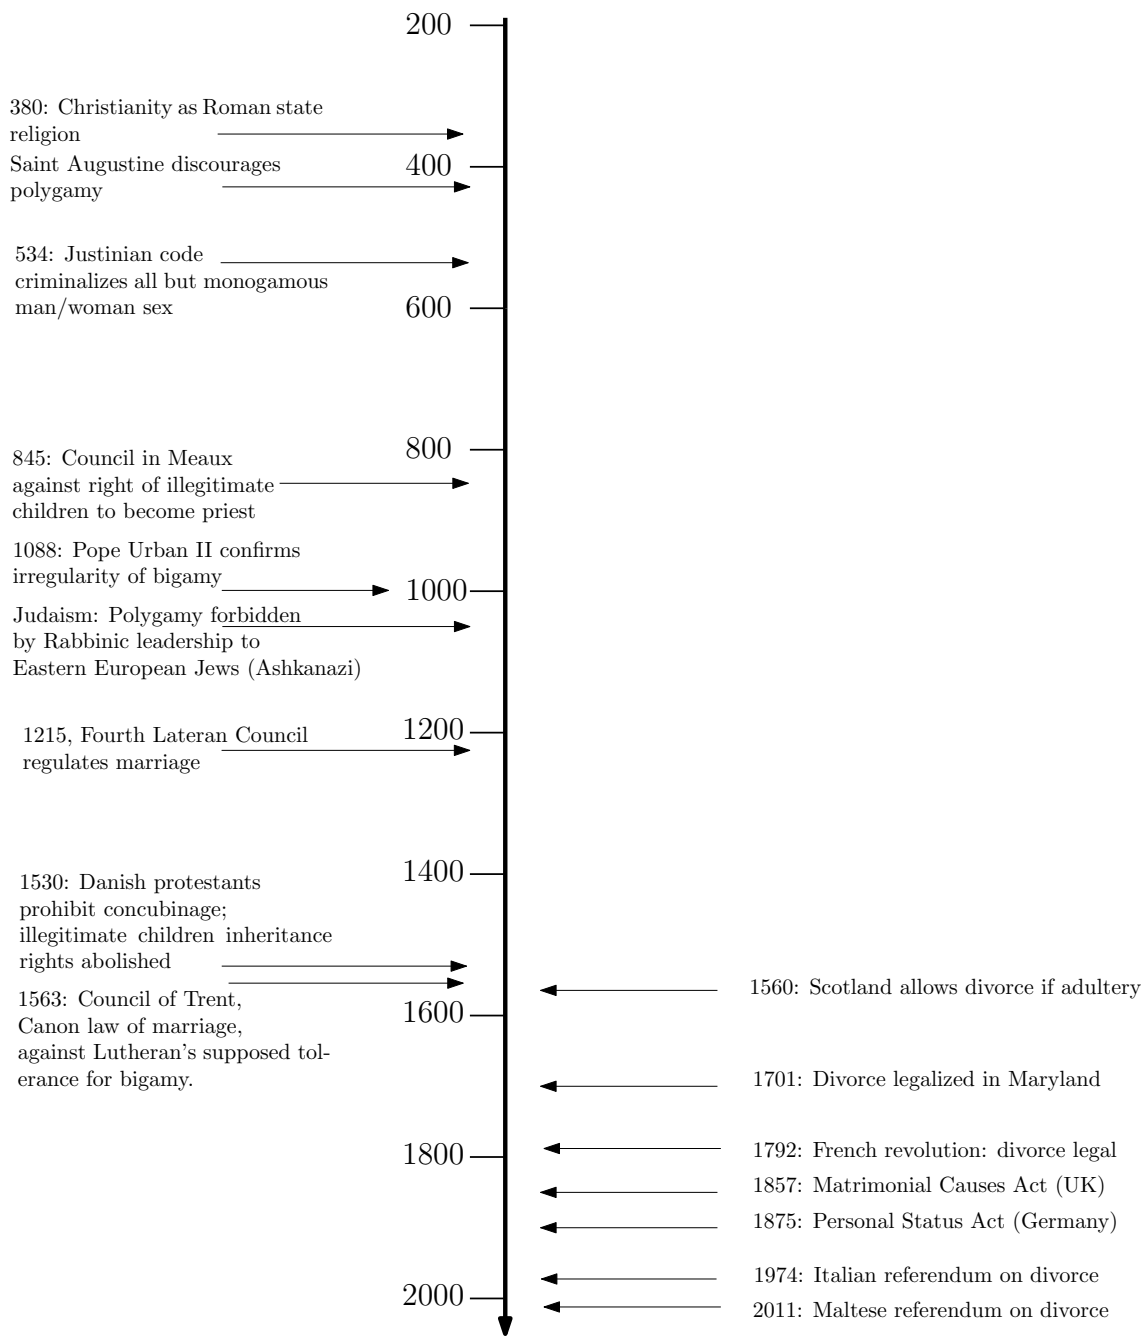 200
380: Christianity as Roman state
religion
400
Saint Augustine discourages
polygamy
534: Justinian code
criminalizes all but monogamous
man/woman sex
600
800
845: Council in Meaux
against right of illegitimate
children to become priest
1088: Pope Urban II confirms
irregularity of bigamy
1000
Judaism: Polygamy forbidden
by Rabbinic leadership to
Eastern European Jews (Ashkanazi)
1200
1215, Fourth Lateran Council
regulates marriage
1400
1530: Danish protestants
prohibit concubinage;
illegitimate children inheritance
rights abolished
1563: Council of Trent,
Canon law of marriage,
against Lutheran's supposed tol-
erance for bigamy.
1600
1560: Scotland allows divorce if adultery
1701: Divorce legalized in Maryland
1800
1792: French revolution: divorce legal
1857: Matrimonial Causes Act (UK)
1875: Personal Status Act (Germany)
1974: Italian referendum on divorce
2000
2011: Maltese referendum on divorce